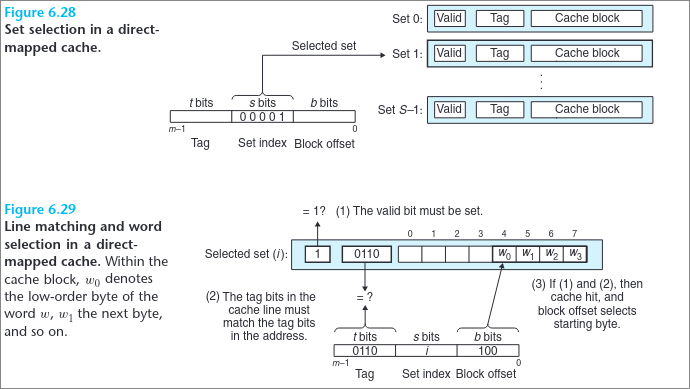 Figure 6.28
Set selection in a direct-
mapped cache.
Set 0: Valid Tag Cache block
Selected set
Set 1: Valid Tag Cache block
. . .
Set S–1: Valid Tag Cache block
t bits s bits b bits
0 0 0 0 1
m–1 0
Tag Set index Block offset
Figure 6.29
Line matching and word
selection in a direct-
mapped cache. Within the
cache block, w0 denotes
the low-order byte of the
word w, w1 the next byte,
and so on.
= 1? (1) The valid bit must be set.
0 1 2 3 4 5 6 7
Selected set (i): 1 0110 w0 w1 w2 w3
(2) The tag bits in the
cache line must
match the tag bits
in the address.
= ?
(3) If (1) and (2), then
cache hit, and
block offset selects
starting byte.
t bits s bits b bits
0110 i 100
m–1 0
Tag Set index Block offset